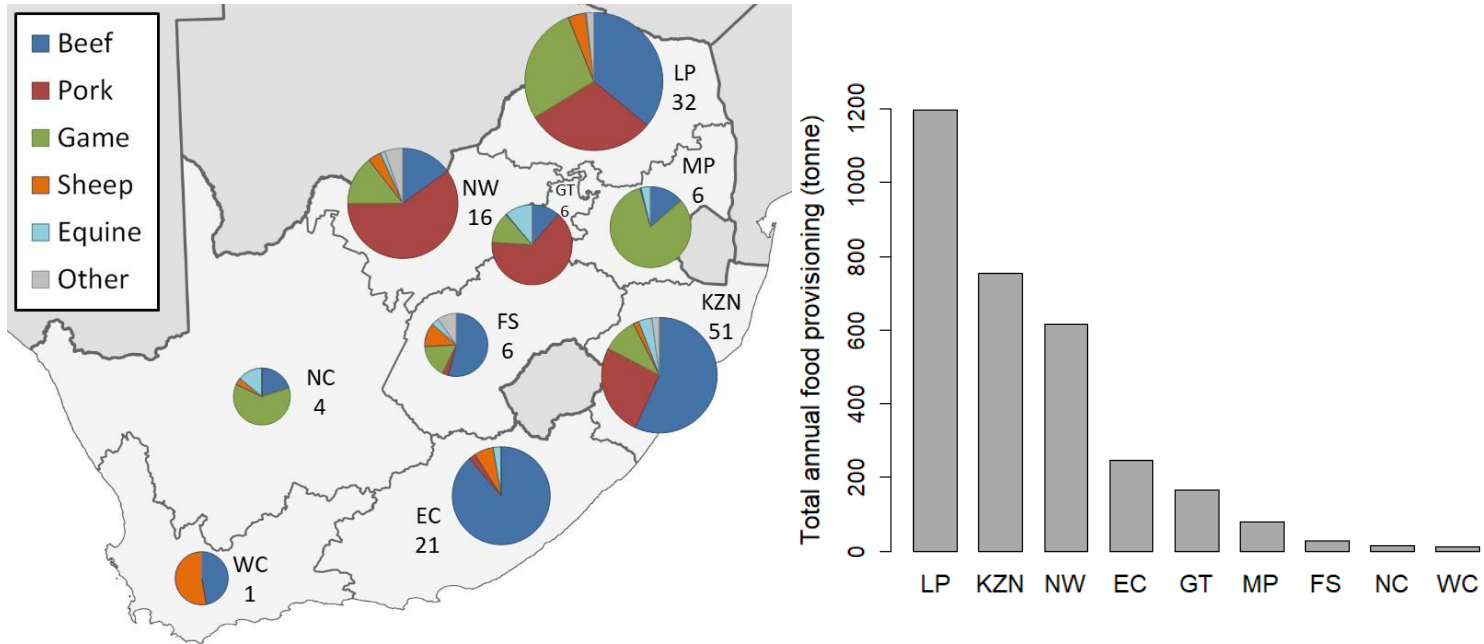 Beef
Pork
Game
Sheep
Equine
Other
LP
32
MP
6
GT
6
NW
16
KZN
51
FS
6
NC
4
EC
21
WC
1
Total annual food provisioning (tonne)
1200
1000
800
600
400
200
0
LP KZN NW EC GT MP FS NC WC